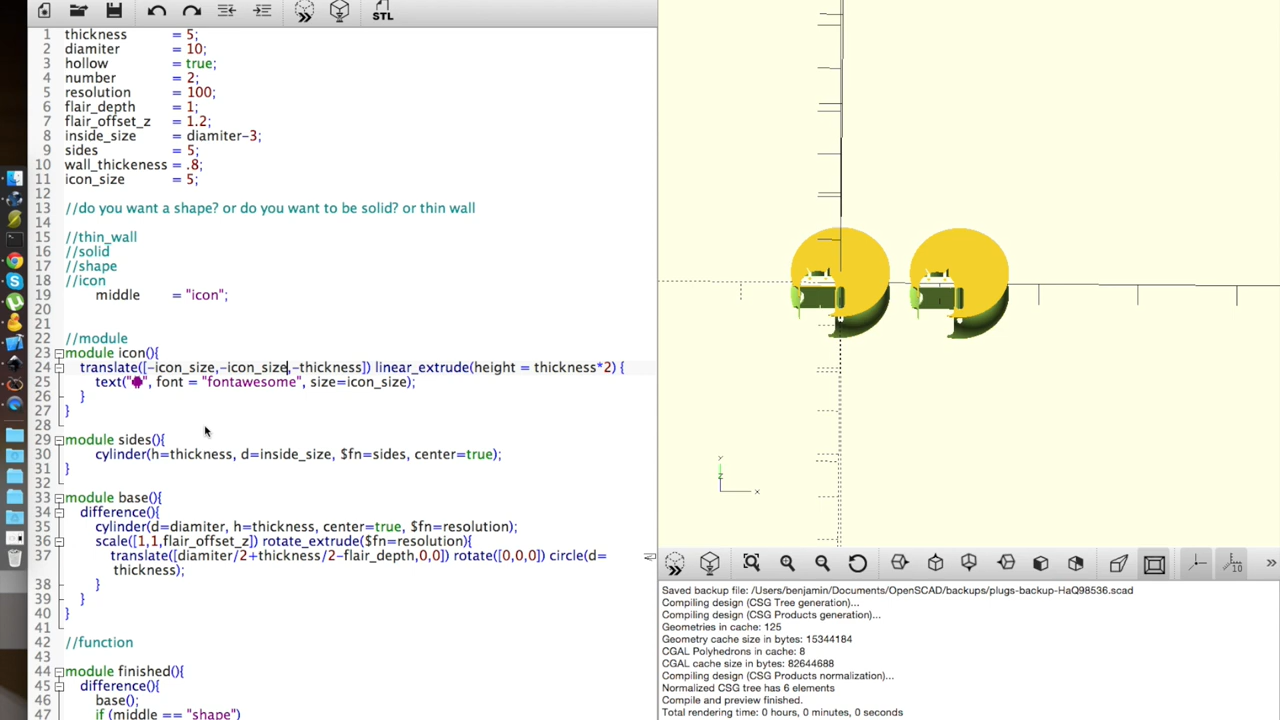 STL
1 thickness = 5;
2 diamiter = 10;
3 hollow = true;
4 number = 2;
5 resolution = 100;
6 flair_depth = 1;
7 flair_offset_z = 1.2;
8 inside_size = diamiter-3;
9 sides = 5;
10 wall_thickeness = .8;
11 icon_size = 5;
12
13 //do you want a shape? or do you want to be solid? or thin wall
14
15 //thin_wall
16 //solid
17 //shape
18 //icon
19 middle = "icon";
20
21
22 //module
23 module icon(){
24 translate([-icon_size,-icon_size,-thickness]) linear_extrude(height = thickness*2) {
25 text("", font = "fontawesome", size=icon_size);
26 }
27 }
28
29 module sides(){
30 cylinder(h=thickness, d=inside_size, $fn=sides, center=true);
31 }
32
33 module base(){
34 difference(){
35 cylinder(d=diamiter, h=thickness, center=true, $fn=resolution);
36 scale([1,1,flair_offset_z]) rotate_extrude($fn=resolution){
37 translate([diamiter/2+thickness/2-flair_depth,0,0]) rotate([0,0,0]) circle(d=
thickness);
38 }
39 }
40 }
41
42 //function
43
44 module finished(){
45 difference(){
46 base();
47 if (middle == "shape")
y
z
x
10
»
Saved backup file: /Users/benjamin/Documents/OpenSCAD/backups/plugs-backup-HaQ98536.scad
Compiling design (CSG Tree generation)...
Compiling design (CSG Products generation)...
Geometries in cache: 125
Geometry cache size in bytes: 15344184
CGAL Polyhedrons in cache: 8
CGAL cache size in bytes: 82644688
Compiling design (CSG Products normalization)...
Normalized CSG tree has 6 elements
Compile and preview finished.
Total rendering time: 0 hours, 0 minutes, 0 seconds